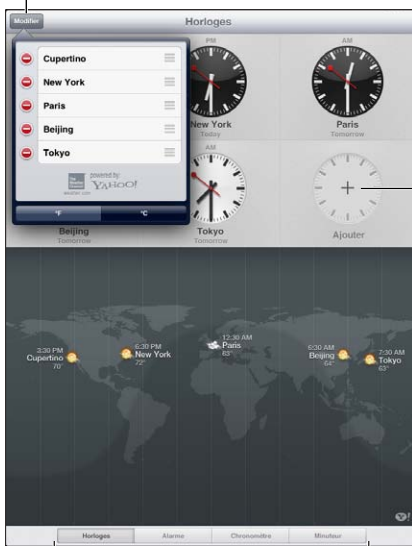 Modifier
Horloges
Cupertino
New York
Paris
Beijing
Tokyo
powered by
YAHOO!
weather.com
°F
°C
PM
New York
Today
AM
Paris
Tomorrow
Beijing
Tomorrow
AM
Tokyo
Tomorrow
Ajouter
3:30 PM
Cupertino
70°
6:30 PM
New York
72°
12:30 AM
Paris
63°
6:30 AM
Beijing
64°
7:30 AM
Tokyo
63°
Y!
Horloges
Alarme
Chronomètre
Minuteur